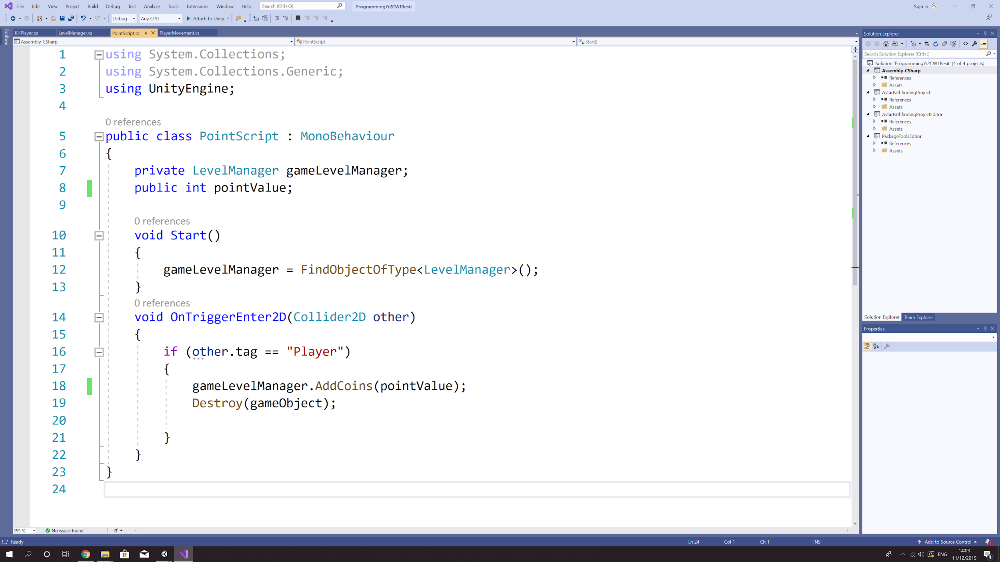 File Edit View Project Build Debug Test Analyze Tools Extensions Window Help Search (Ctrl+Q) ProgrammingYr2CW1Resit Sign in
Debug Any CPU Attach to Unity
Toolbox
KillPlayer.cs LevelManager.cs PointScript.cs PlayerMovement.cs
Assembly-CSharp PointScript Start()
1 using System.Collections;
2 using System.Collections.Generic;
3 using UnityEngine;
4
0 references
5 public class PointScript : MonoBehaviour
6 {
7 private LevelManager gameLevelManager;
8 public int pointValue;
9
0 references
10 void Start()
11 {
12 gameLevelManager = FindObjectOfType<LevelManager>();
13 }
0 references
14 void OnTriggerEnter2D(Collider2D other)
15 {
16 if (other.tag == "Player")
17 {
18 gameLevelManager.AddCoins(pointValue);
19 Destroy(gameObject);
20
21 }
22 }
23 }
24
259 % No issues found
Solution Explorer
Search Solution Explorer (Ctrl+;)
Solution 'ProgrammingYr2CW1Resit' (4 of 4 projects)
Assembly-CSharp
References
Assets
AstarPathfindingProject
References
Assets
AstarPathfindingProjectEditor
References
Assets
PackageToolsEditor
References
Assets
Solution Explorer Team Explorer
Properties
Ready Ln 24 Col 1 Ch 1 INS Add to Source Control 1
ENG 14:03
11/12/2019 4